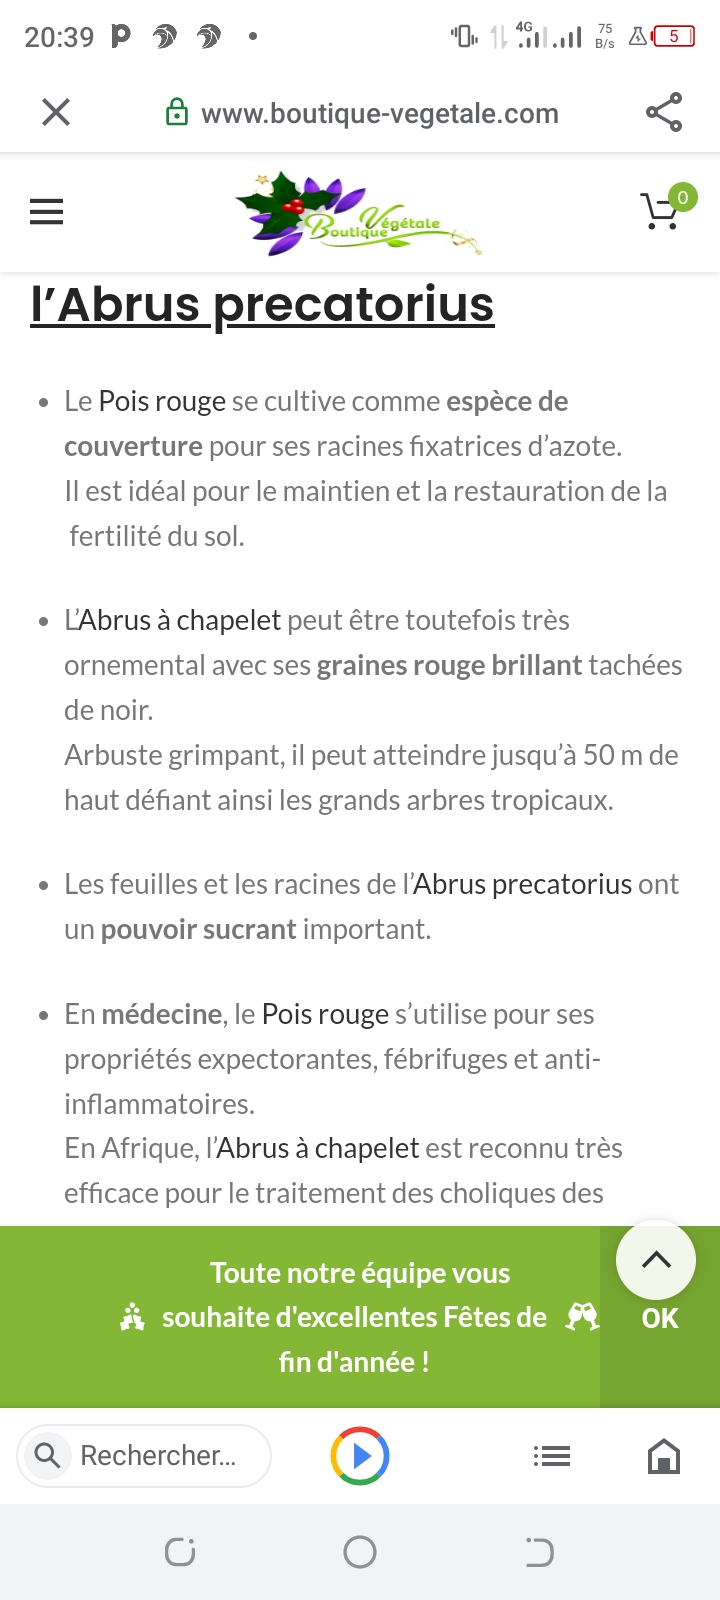 20:39
4G
75
B/s
5
www.boutique-vegetale.com
Boutique Végétale
0
l’Abrus precatorius
• Le Pois rouge se cultive comme espèce de
couverture pour ses racines fixatrices d’azote.
Il est idéal pour le maintien et la restauration de la
fertilité du sol.
• L’Abrus à chapelet peut être toutefois très
ornemental avec ses graines rouge brillant tachées
de noir.
Arbuste grimpant, il peut atteindre jusqu’à 50 m de
haut défiant ainsi les grands arbres tropicaux.
• Les feuilles et les racines de l’Abrus precatorius ont
un pouvoir sucrant important.
• En médecine, le Pois rouge s’utilise pour ses
propriétés expectorantes, fébrifuges et anti-
inflammatoires.
En Afrique, l’Abrus à chapelet est reconnu très
efficace pour le traitement des choliques des
Toute notre équipe vous
souhaite d'excellentes Fêtes de
fin d'année !
OK
Rechercher...